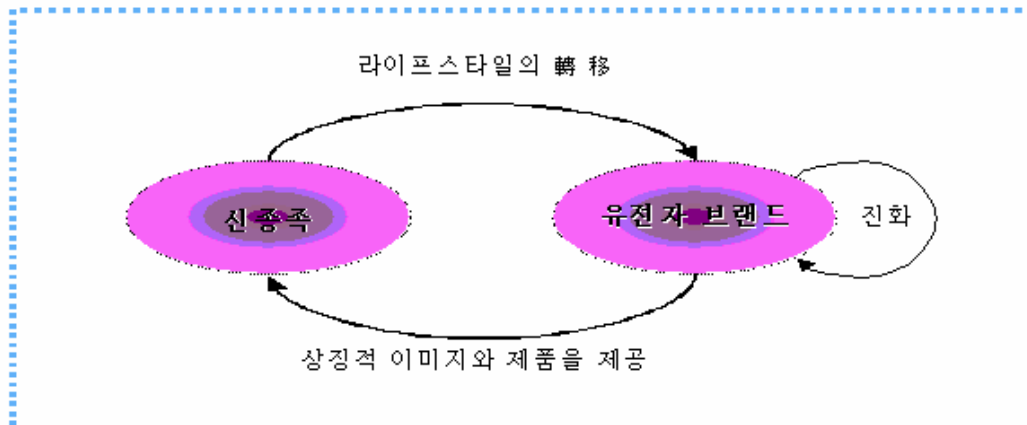 라이프스타일의 轉 移
신종족
유전자 브랜드
진화
상징적 이미지와 제품을 제공